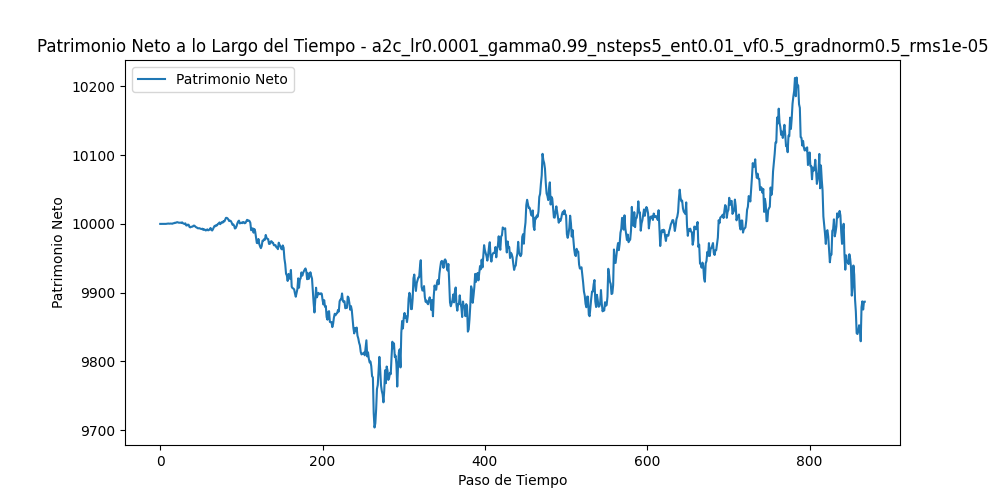 Patrimonio Neto a lo Largo del Tiempo - a2c_lr0.0001_gamma0.99_nsteps5_ent0.01_vf0.5_gradnorm0.5_rms1e-05
Patrimonio Neto
10200
10100
10000
9900
9800
9700
Patrimonio Neto
0
200
400
600
800
Paso de Tiempo